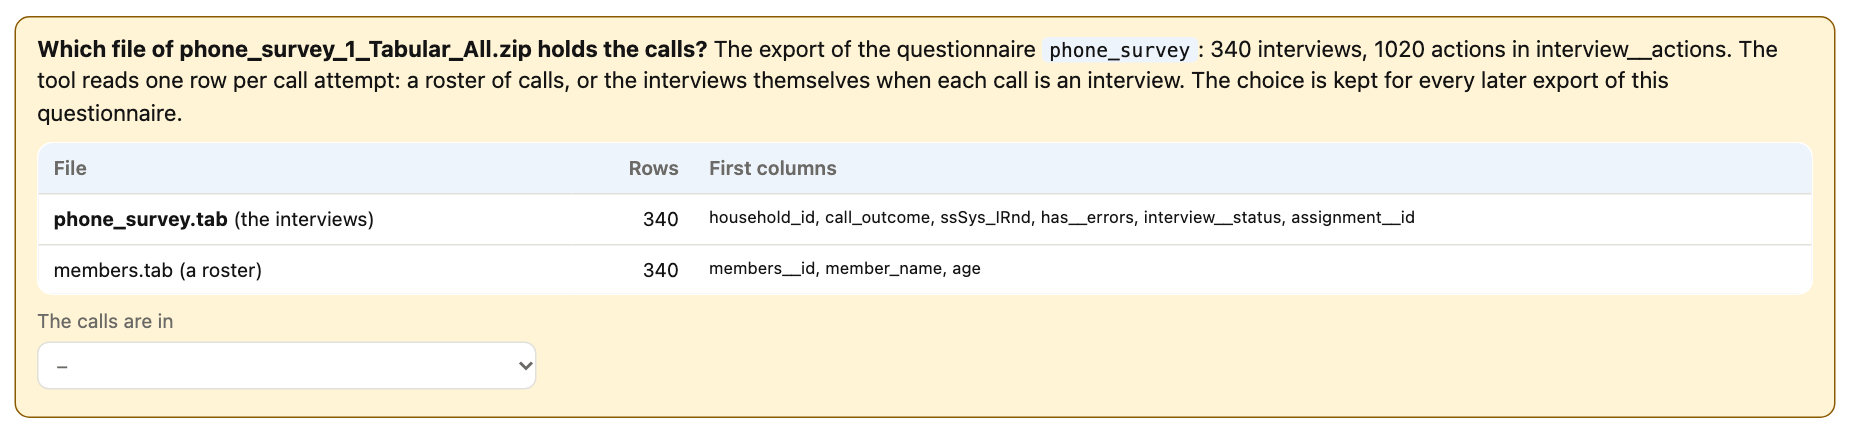 Which file of phone_survey_1_Tabular_All.zip holds the calls? The export of the questionnaire phone_survey: 340 interviews, 1020 actions in interview__actions. The
tool reads one row per call attempt: a roster of calls, or the interviews themselves when each call is an interview. The choice is kept for every later export of this
questionnaire.
File Rows First columns
phone_survey.tab (the interviews) 340 household_id, call_outcome, ssSys_IRnd, has__errors, interview__status, assignment__id
members.tab (a roster) 340 members__id, member_name, age
The calls are in
–